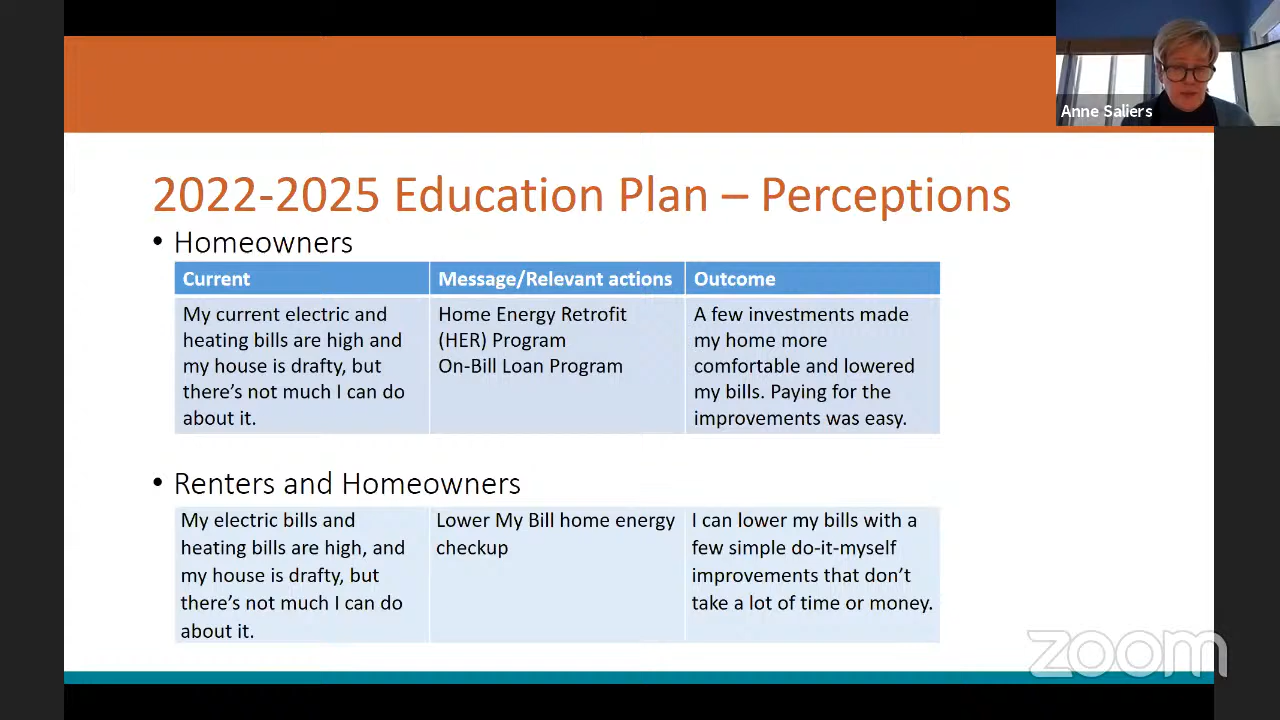 Anne Saliers
2022-2025 Education Plan – Perceptions
• Homeowners
Current
Message/Relevant actions
Outcome
My current electric and
heating bills are high and
my house is drafty, but
there’s not much I can do
about it.
Home Energy Retrofit
(HER) Program
On-Bill Loan Program
A few investments made
my home more
comfortable and lowered
my bills. Paying for the
improvements was easy.
• Renters and Homeowners
My electric bills and
heating bills are high, and
my house is drafty, but
there’s not much I can do
about it.
Lower My Bill home energy
checkup
I can lower my bills with a
few simple do-it-myself
improvements that don’t
take a lot of time or money.
zoom